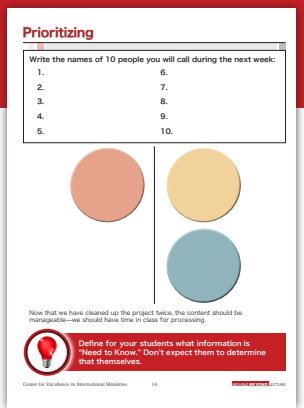 Prioritizing
Write the names of 10 people you will call during the next week:
1.
2.
3.
4.
5.
6.
7.
8.
9.
10.
Now that we have cleaned up the project twice, the content should be
manageable—we should have time in class for processing.
Define for your students what information is
"Need to Know." Don't expect them to determine
that themselves.
Center for Excellence in International Ministries
14
BEYOND LECTURE